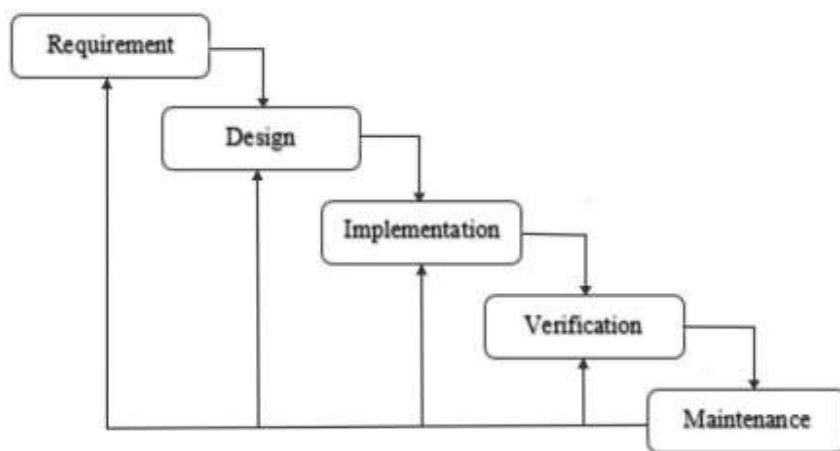 Requirement
Design
Implementation
Verification
Maintenance